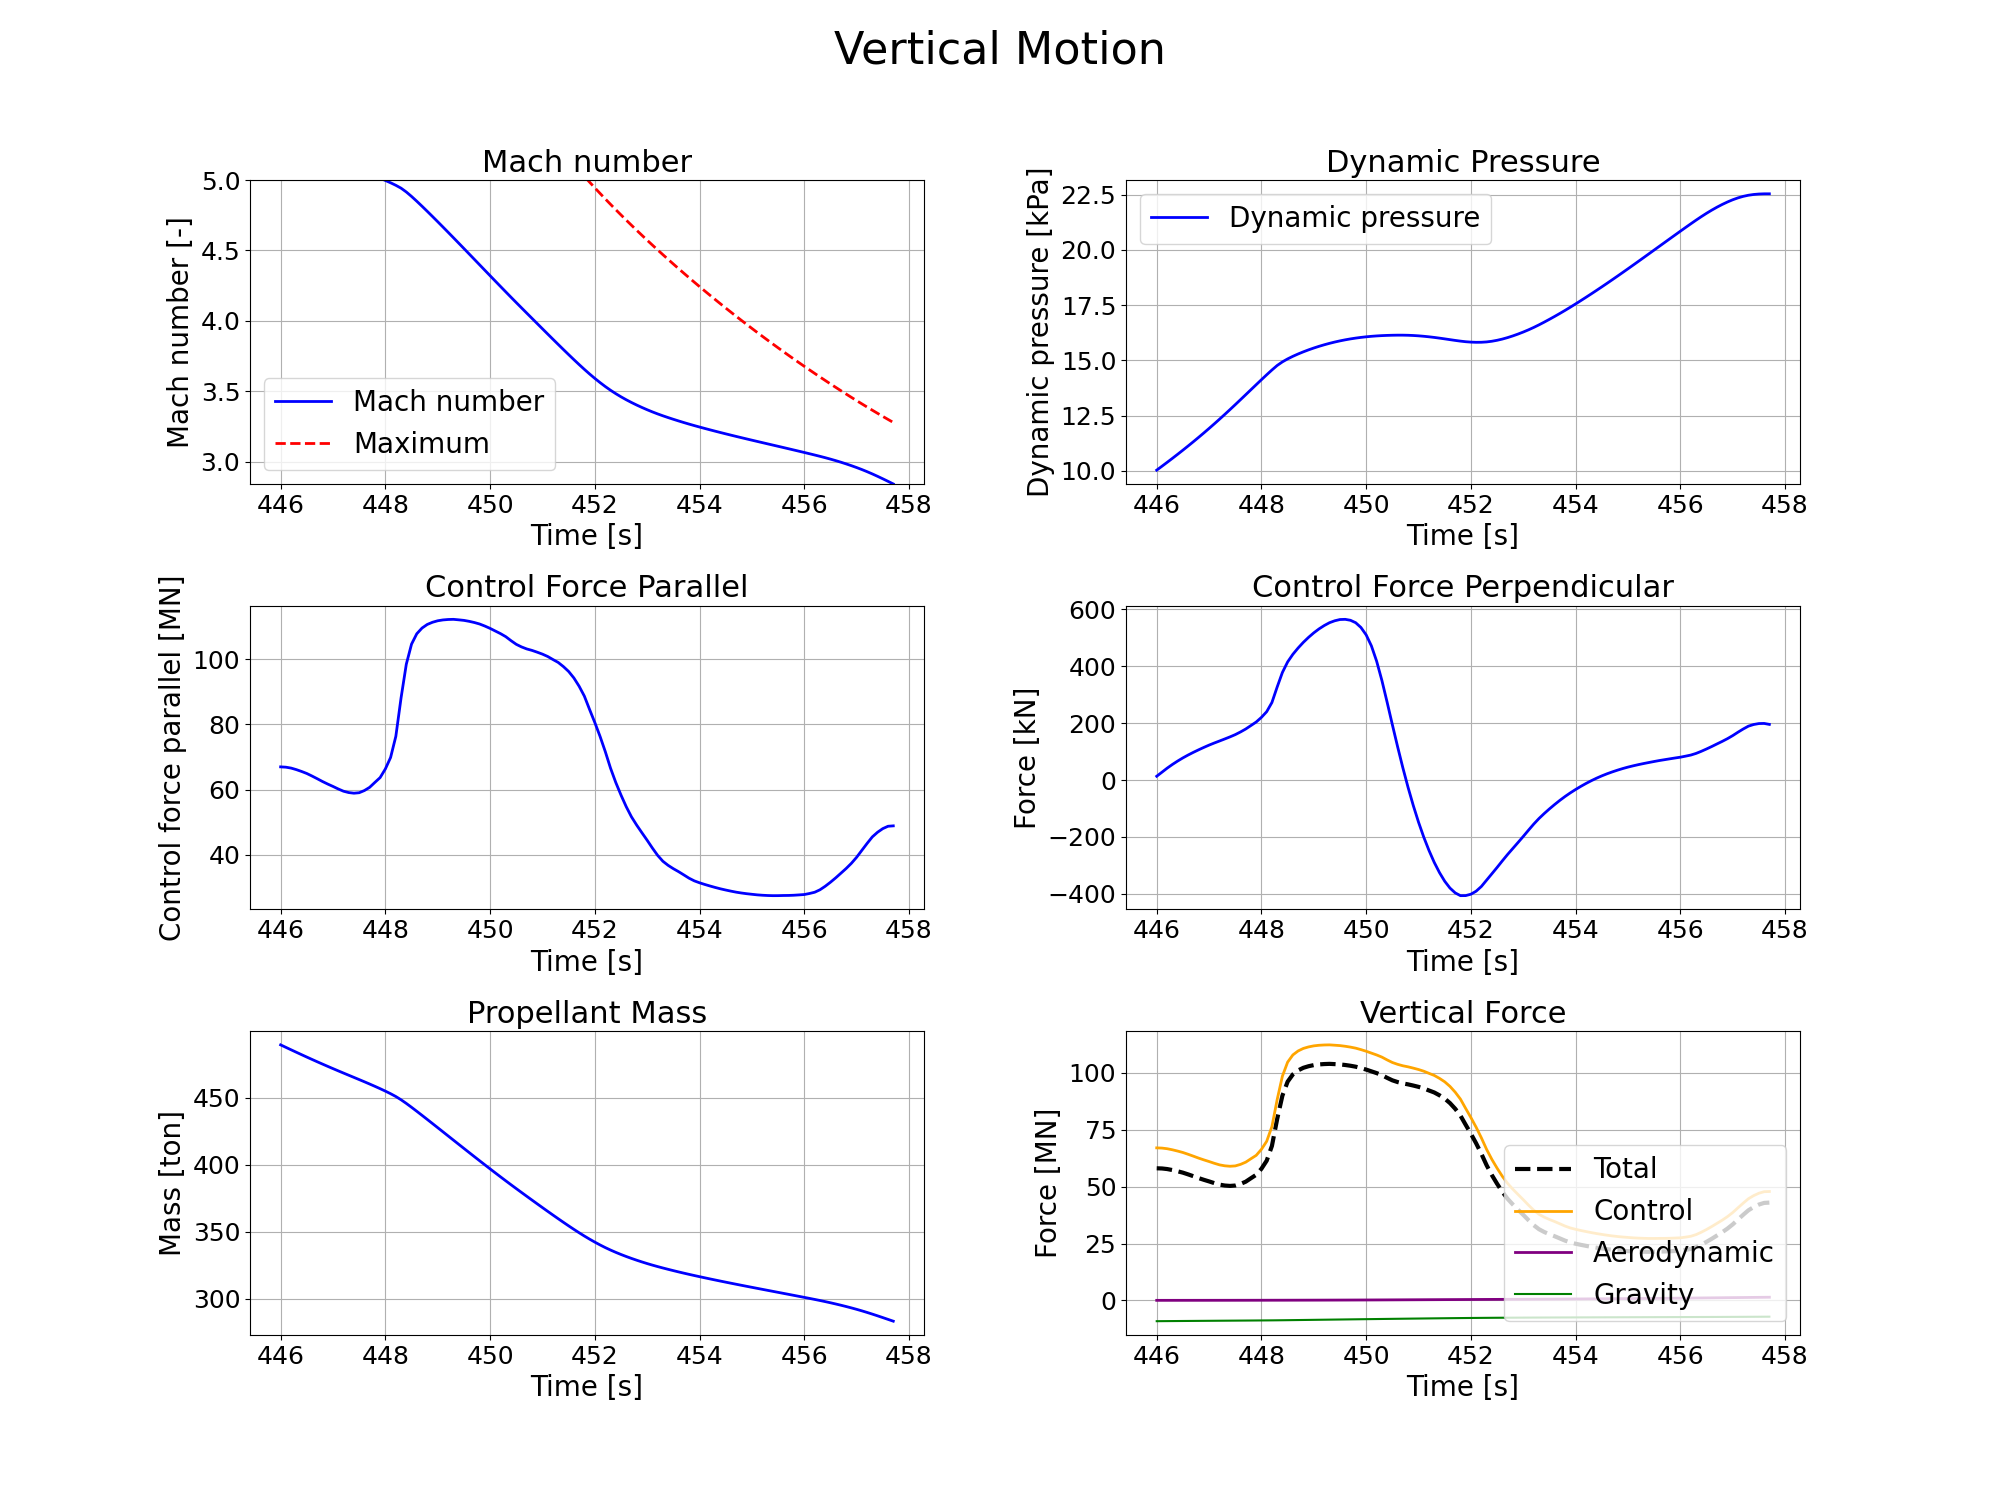 Vertical Motion
Mach number
Mach number [-]
5.0
4.5
4.0
3.5
3.0
Mach number
Maximum
446 448 450 452 454 456 458
Time [s]
Dynamic Pressure
Dynamic pressure [kPa]
22.5
20.0
17.5
15.0
12.5
10.0
Dynamic pressure
446 448 450 452 454 456 458
Time [s]
Control Force Parallel
Control force parallel [MN]
100
80
60
40
446 448 450 452 454 456 458
Time [s]
Control Force Perpendicular
Force [kN]
600
400
200
0
−200
−400
446 448 450 452 454 456 458
Time [s]
Propellant Mass
Mass [ton]
450
400
350
300
446 448 450 452 454 456 458
Time [s]
Vertical Force
Force [MN]
100
75
50
25
0
Total
Control
Aerodynamic
Gravity
446 448 450 452 454 456 458
Time [s]